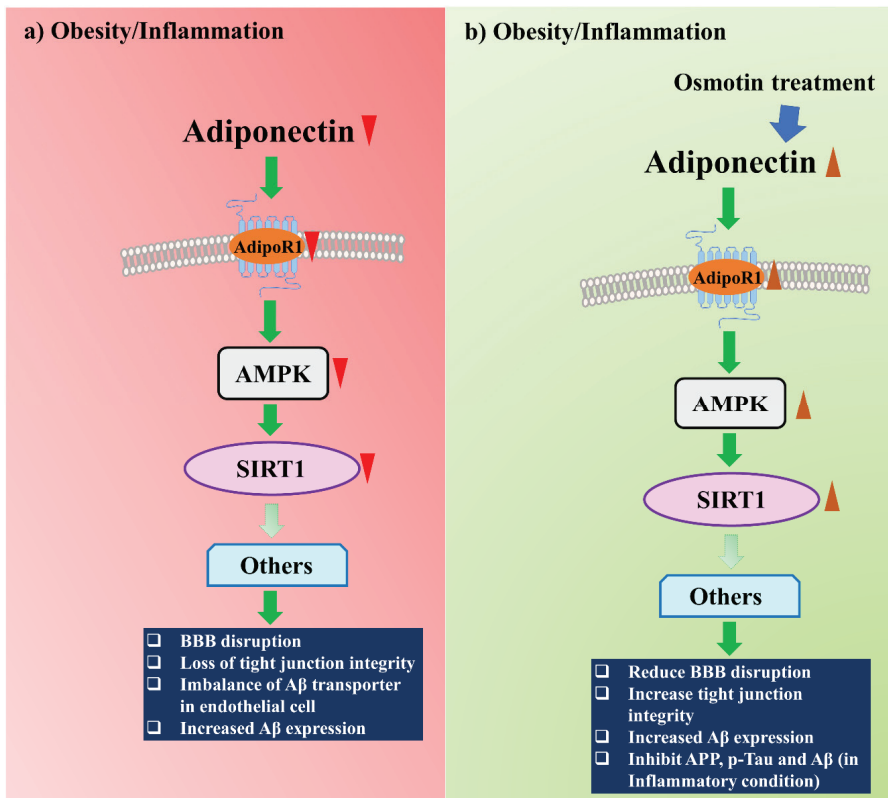 a) Obesity/Inflammation
Adiponectin
AdipoR1
AMPK
SIRT1
Others
❑ BBB disruption
❑ Loss of tight junction integrity
❑ Imbalance of Aβ transporter
in endothelial cell
❑ Increased Aβ expression
b) Obesity/Inflammation
Osmotin treatment
Adiponectin
AdipoR1
AMPK
SIRT1
Others
❑ Reduce BBB disruption
❑ Increase tight junction
integrity
❑ Increased Aβ expression
❑ Inhibit APP, p-Tau and Aβ (in
Inflammatory condition)